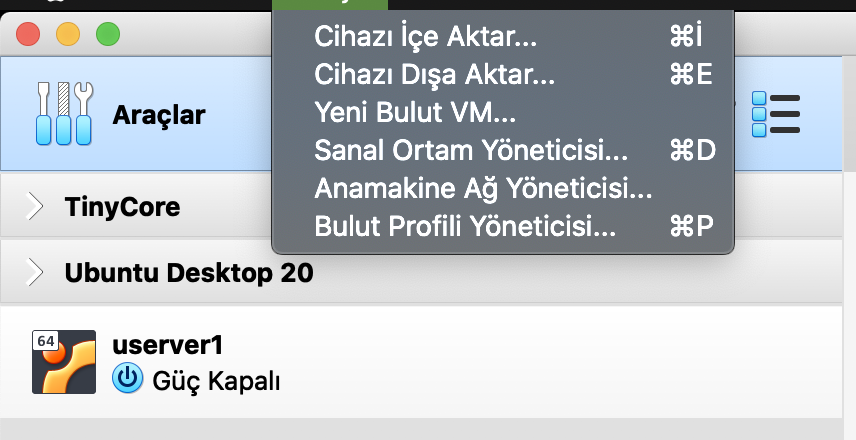 Cihazı İçe Aktar... ⌘İ
Cihazı Dışa Aktar... ⌘E
Yeni Bulut VM...
Sanal Ortam Yöneticisi... ⌘D
Anamakine Ağ Yöneticisi...
Bulut Profili Yöneticisi... ⌘P
Araçlar
TinyCore
Ubuntu Desktop 20
64
userver1
Güç Kapalı